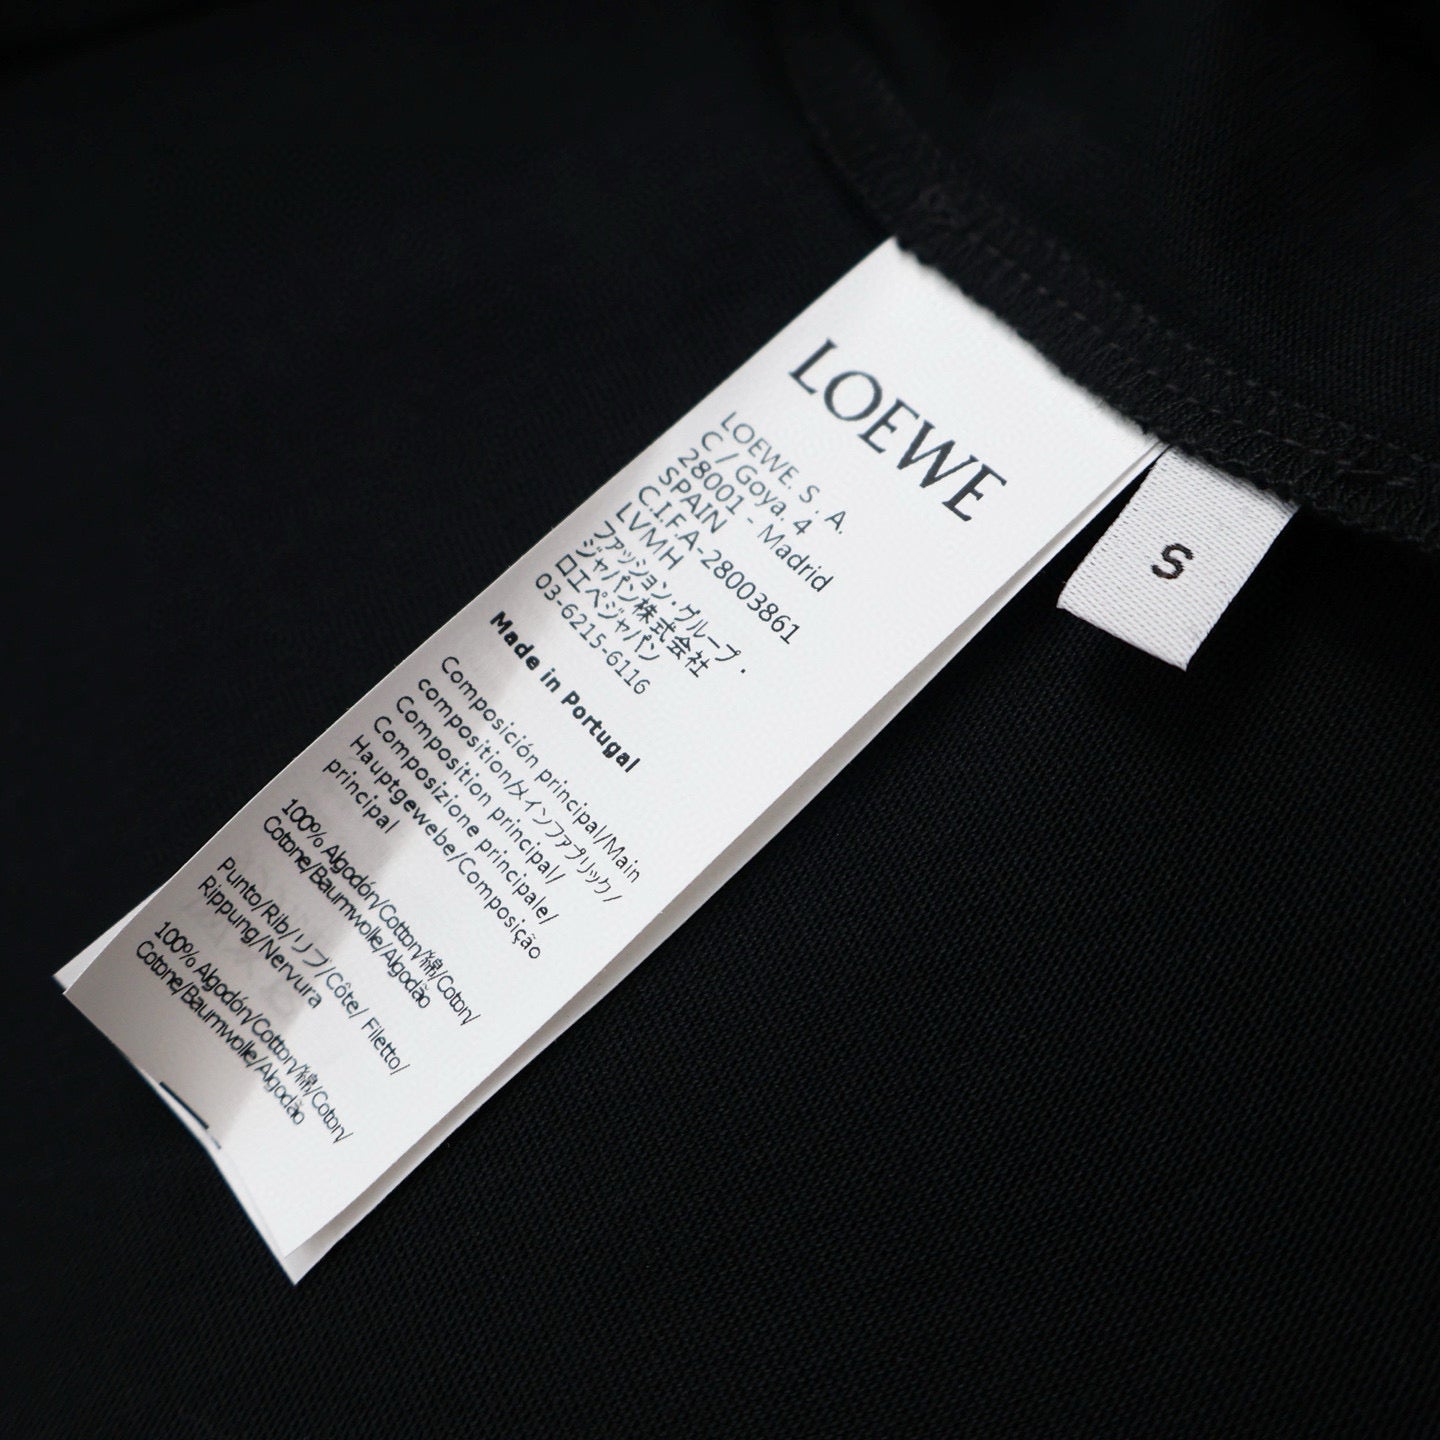 LOEWE
LOEWE. S . A.
C / Goya. 4
28001 - Madrid
SPAIN
C.I.F.A-28003861
LVMH
ファッション・グループ・
ジャパン株式会社
ロエペジャパン
03-6215-6116
Made in Portugal
Composición principal/Main
composition/メインファブリック/
Composition principal/
Composizione principale/
Hauptgewebe/Composição
principal
100% Algodón/Cotton/綿/Coton/
Cotone/Baumwolle/Algodão
Punto/Rib/リブ/Côte/ Filetto/
Rippung/Nervura
100% Algodón/Cotton/綿/Coton/
Cotone/Baumwolle/Algodão
S